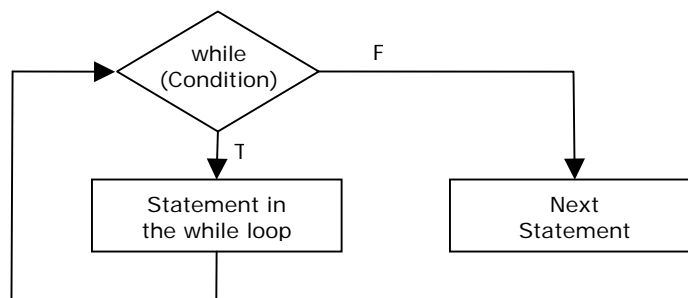 while
(Condition)
F
T
Statement in
the while loop
Next
Statement